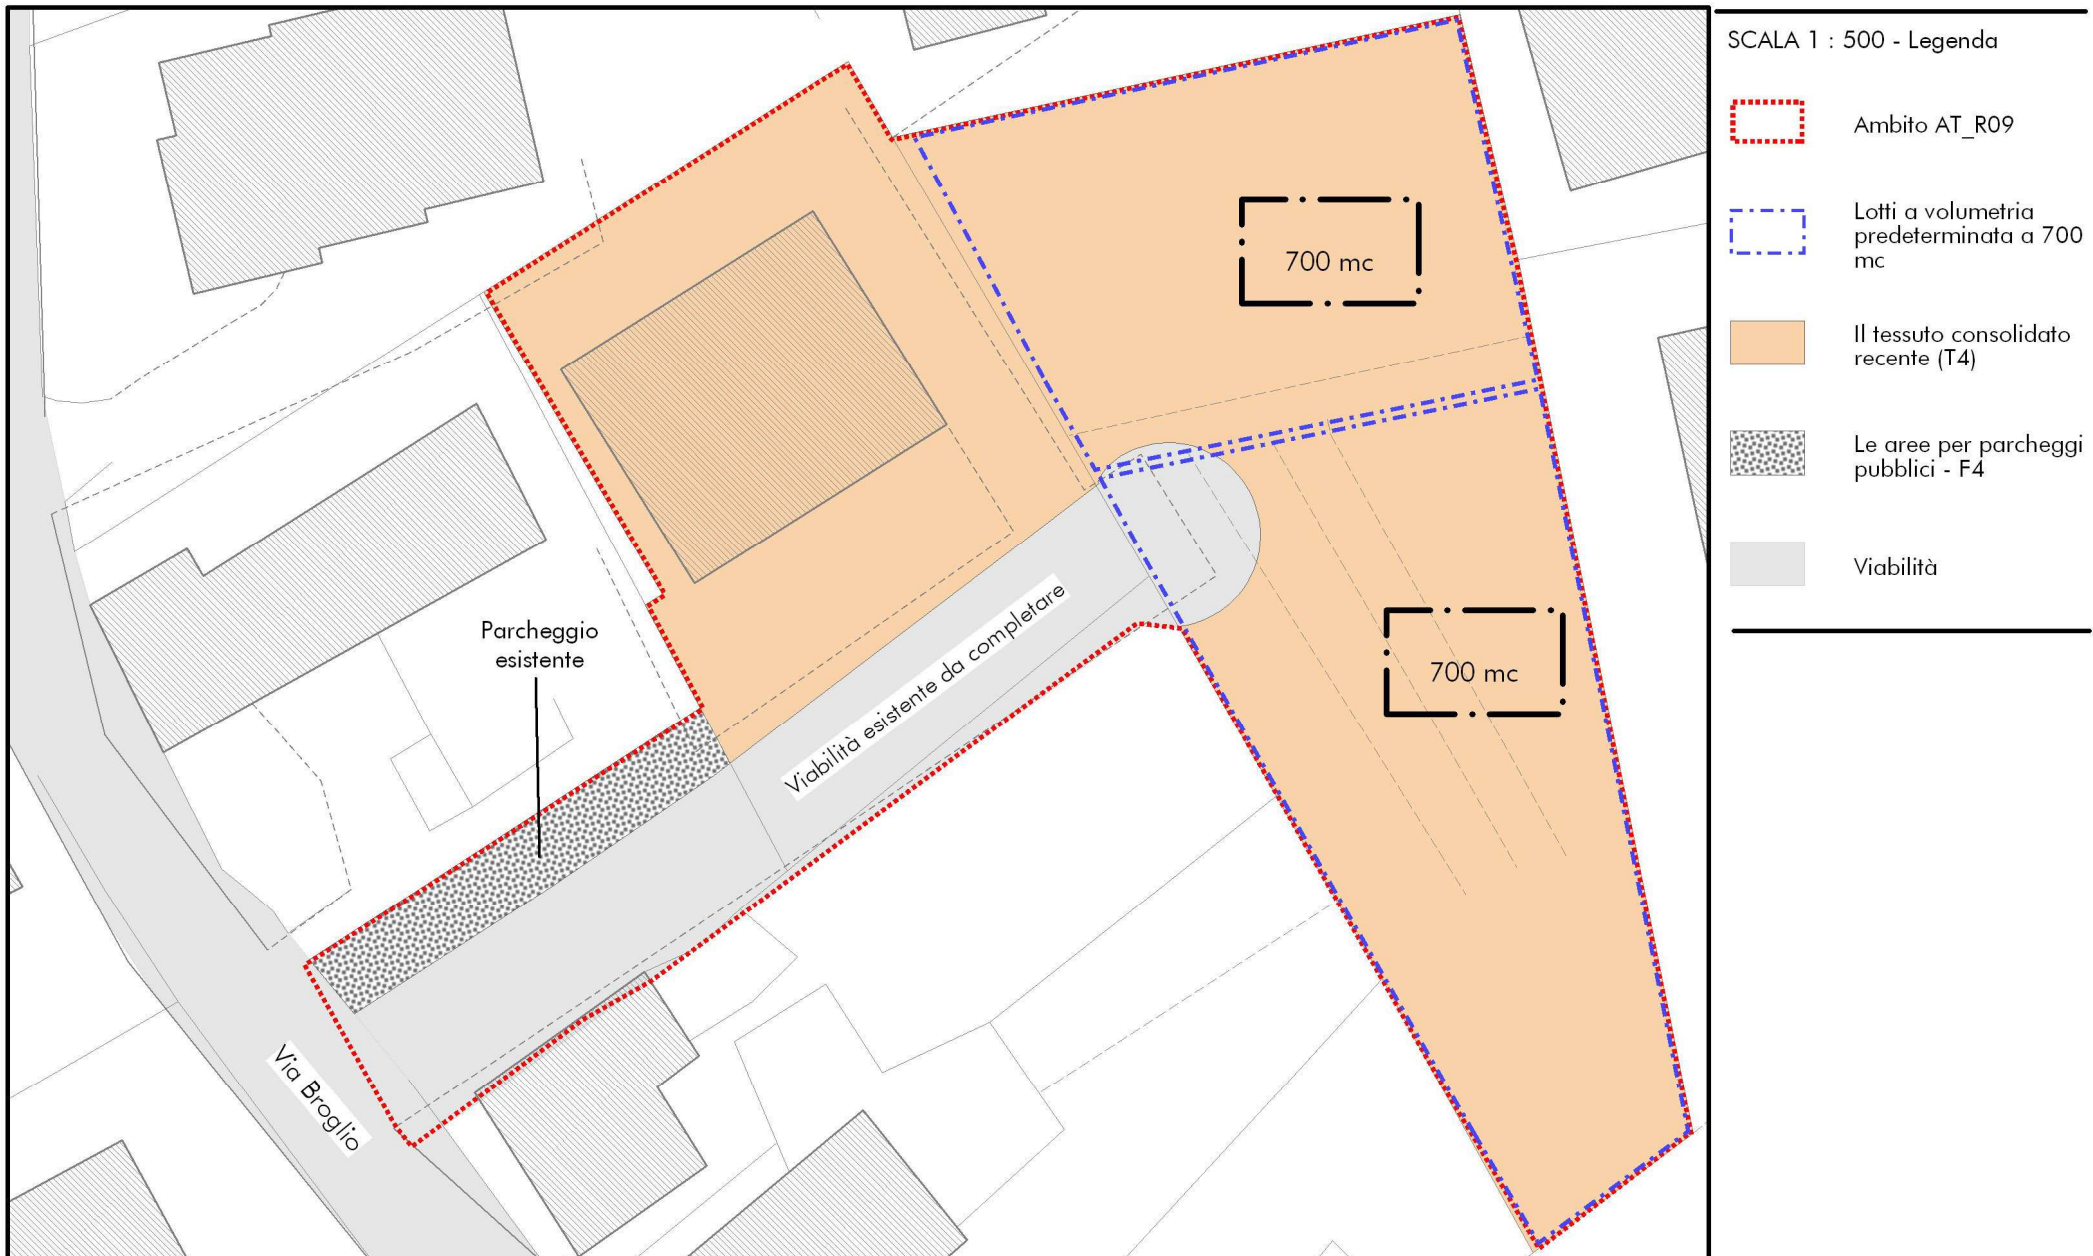 SCALA 1 : 500 - Legenda
Ambito AT_R09
Lotti a volumetria
predeterminata a 700
mc
Il tessuto consolidato
recente (T4)
Le aree per parcheggi
pubblici - F4
Viabilità
700 mc
700 mc
Parcheggio
esistente
Viabilità esistente da completare
Via Broglio